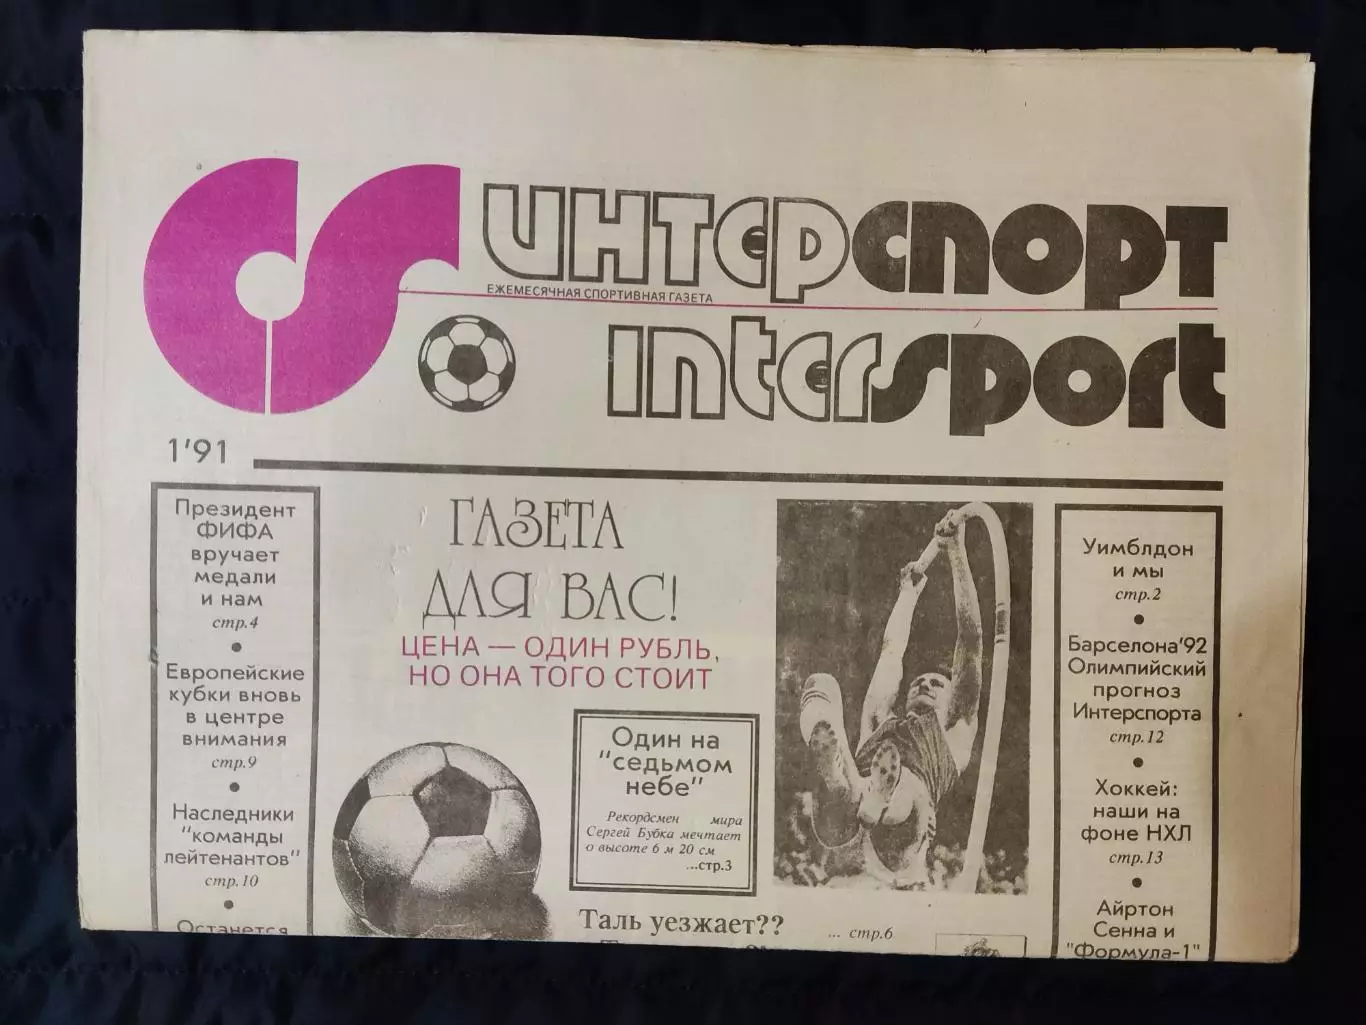 ИНТЕРСПОРТ
ЕЖЕМЕСЯЧНАЯ СПОРТИВНАЯ ГАЗЕТА
intersport
1'91
Президент
ФИФА
вручает
медали
и нам
стр.4
Европейские
кубки вновь
в центре
внимания
стр.9
Наследники
"команды
лейтенантов"
стр.10
Останется
ГАЗЕТА
ДЛЯ ВАС!
ЦЕНА — ОДИН РУБЛЬ,
НО ОНА ТОГО СТОИТ
Один на
"седьмом
небе"
Рекордсмен мира
Сергей Бубка мечтает
о высоте 6 м 20 см
...стр.3
Таль уезжает??
... стр.6
Уимблдон
и мы
стр.2
Барселона'92
Олимпийский
прогноз
Интерспорта
стр.12
Хоккей:
наши на
фоне НХЛ
стр.13
Айртон
Сенна и
"Формула-1"